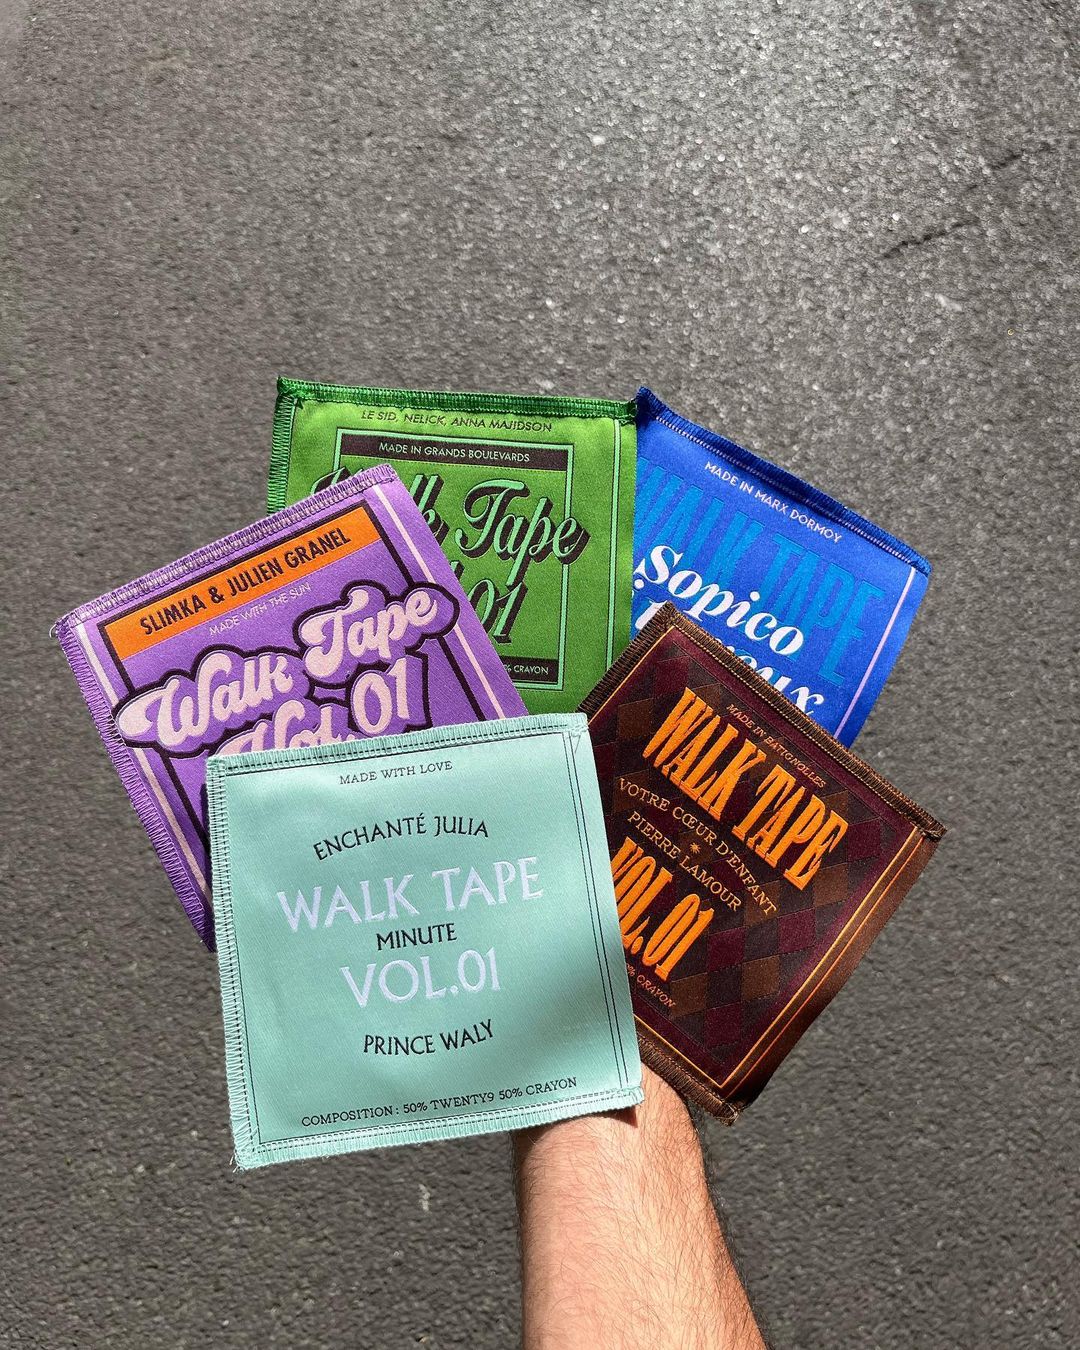 LE SID, NELICK, ANNA MAJIDSON
MADE IN GRANDS BOULEVARDS
Walk Tape
01
% CRAYON
MADE IN MARX DORMOY
WALK TAPE
Sopico
SLIMKA & JULIEN GRANEL
MADE WITH THE SUN
Walk Tape
Vol.01
MADE IN BATIGNOLLES
WALK TAPE
VOTRE CŒUR D'ENFANT
*
PIERRE LAMOUR
VOL.01
% CRAYON
MADE WITH LOVE
ENCHANTÉ JULIA
WALK TAPE
MINUTE
VOL.01
PRINCE WALY
COMPOSITION : 50% TWENTY9 50% CRAYON